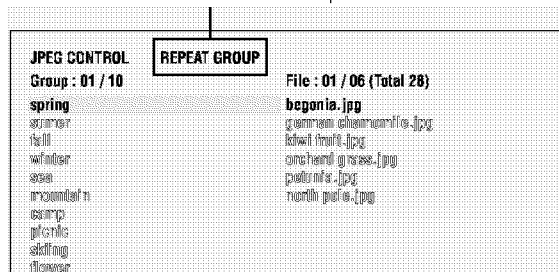 JPEG CONTROL REPEAT GROUP
Group : 01 / 10 File : 01 / 06 (Total 28)
spring begonia.jpg
sumer german chamomile.jpg
fall kiwi fruit.jpg
winter orchard grass.jpg
sea petunia.jpg
mountain north pole.jpg
camp
picnic
skiing
flower